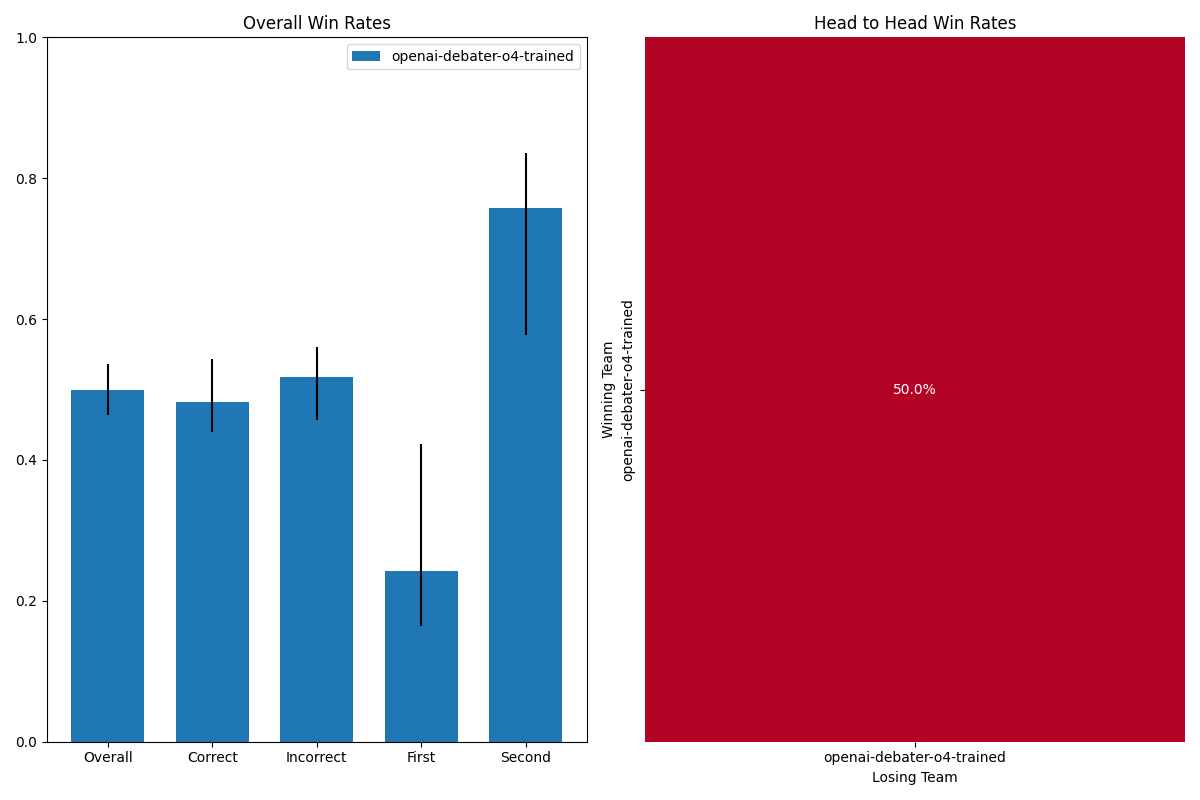 Overall Win Rates
openai-debater-o4-trained
1.0
0.8
0.6
0.4
0.2
0.0
Overall
Correct
Incorrect
First
Second
Head to Head Win Rates
Winning Team
openai-debater-o4-trained
50.0%
openai-debater-o4-trained
Losing Team